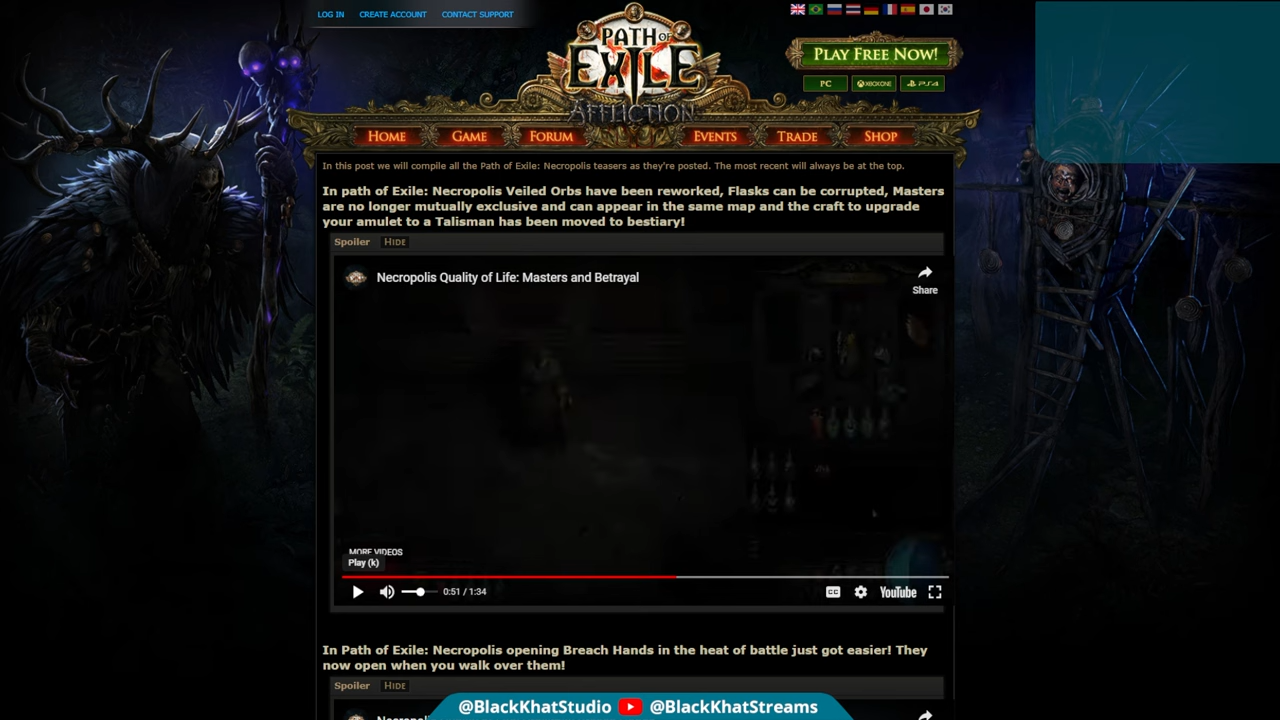 LOG IN CREATE ACCOUNT CONTACT SUPPORT
PATH OF
EXILE
AFFLICTION
PLAY FREE NOW!
PC XBOX ONE PS4
HOME GAME FORUM EVENTS TRADE SHOP
In this post we will compile all the Path of Exile: Necropolis teasers as they're posted. The most recent will always be at the top.
In path of Exile: Necropolis Veiled Orbs have been reworked, Flasks can be corrupted, Masters
are no longer mutually exclusive and can appear in the same map and the craft to upgrade
your amulet to a Talisman has been moved to bestiary!
Spoiler HIDE
Necropolis Quality of Life: Masters and Betrayal
Share
MORE VIDEOS
Play (k)
0:51 / 1:34
CC YouTube
In Path of Exile: Necropolis opening Breach Hands in the heat of battle just got easier! They
now open when you walk over them!
Spoiler HIDE
@BlackKhatStudio @BlackKhatStreams